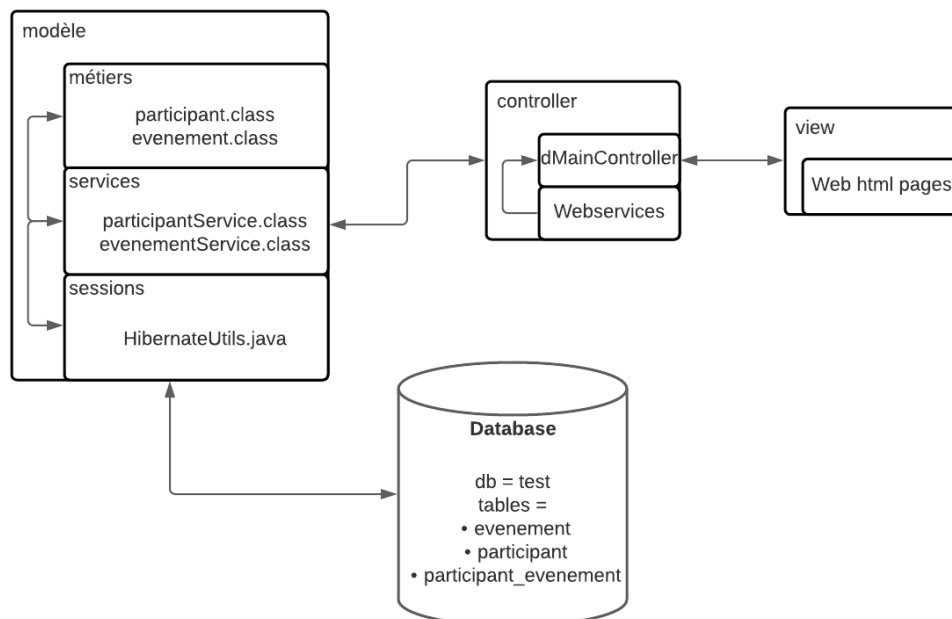 modèle
métiers
participant.class
evenement.class
services
participantService.class
evenementService.class
sessions
HibernateUtils.java
controller
dMainController
Webservices
view
Web html pages
Database
db = test
tables =
• evenement
• participant
• participant_evenement